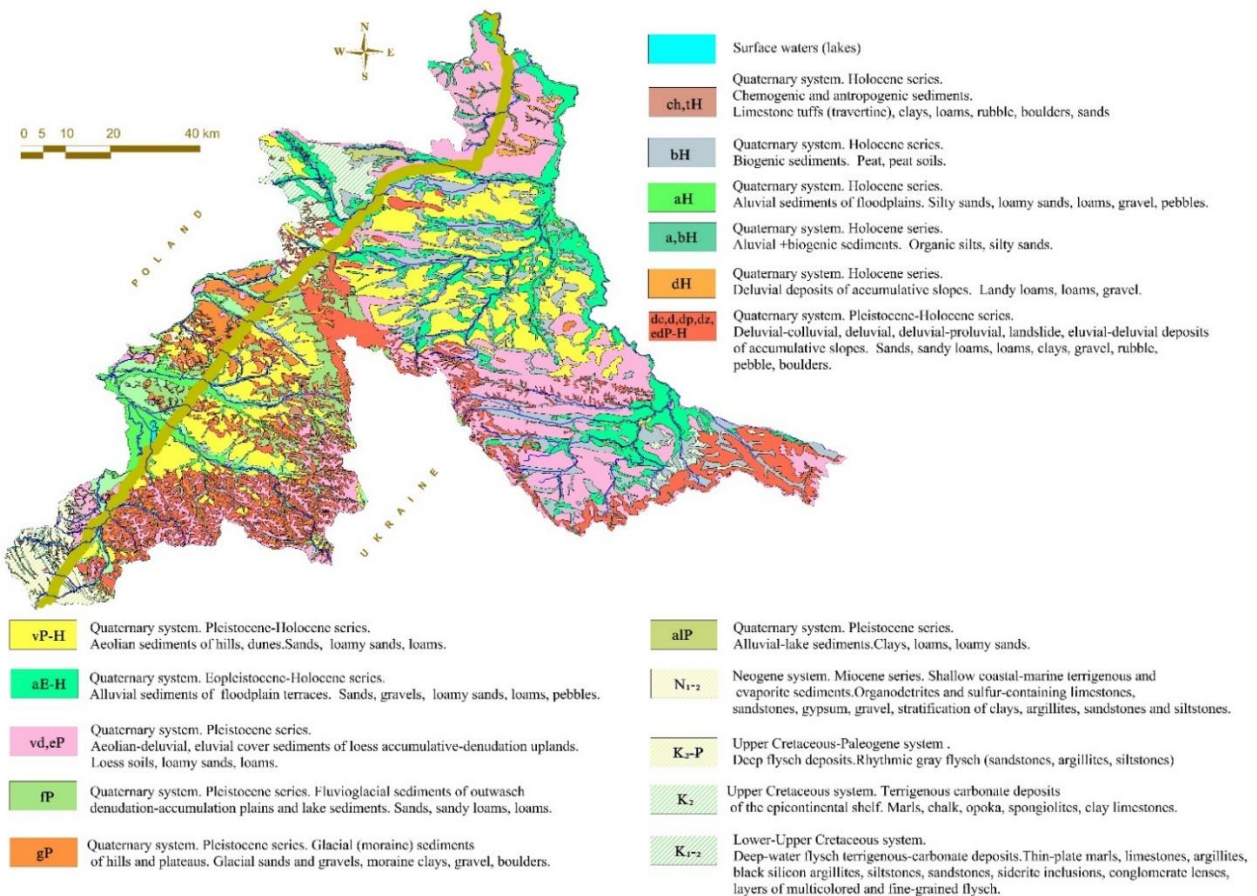 N
W E
S
0 5 10 20 40 km
POLAND
UKRAINE
Surface waters (lakes)
ch,tH
Quaternary system. Holocene series.
Chemogenic and antropogenic sediments.
Limestone tuffs (travertine), clays, loams, rubble, boulders, sands
bH
Quaternary system. Holocene series.
Biogenic sediments. Peat, peat soils.
aH
Quaternary system. Holocene series.
Aluvial sediments of floodplains. Silty sands, loamy sands, loams, gravel, pebbles.
a,bH
Quaternary system. Holocene series.
Aluvial +biogenic sediments. Organic silts, silty sands.
dH
Quaternary system. Holocene series.
Deluvial deposits of accumulative slopes. Landy loams, loams, gravel.
dc,d,dp,dz,
edP-H
Quaternary system. Pleistocene-Holocene series.
Deluvial-colluvial, deluvial, deluvial-proluvial, landslide, eluvial-deluvial deposits
of accumulative slopes. Sands, sandy loams, loams, clays, gravel, rubble,
pebble, boulders.
vP-H
Quaternary system. Pleistocene-Holocene series.
Aeolian sediments of hills, dunes.Sands, loamy sands, loams.
aE-H
Quaternary system. Eopleistocene-Holocene series.
Alluvial sediments of floodplain terraces. Sands, gravels, loamy sands, loams, pebbles.
vd,eP
Quaternary system. Pleistocene series.
Aeolian-deluvial, eluvial cover sediments of loess accumulative-denudation uplands.
Loess soils, loamy sands, loams.
fP
Quaternary system. Pleistocene series. Fluvioglacial sediments of outwash
denudation-accumulation plains and lake sediments. Sands, sandy loams, loams.
gP
Quaternary system. Pleistocene series. Glacial (moraine) sediments
of hills and plateaus. Glacial sands and gravels, moraine clays, gravel, boulders.
alP
Quaternary system. Pleistocene series.
Alluvial-lake sediments.Clays, loams, loamy sands.
N₁₋₂
Neogene system. Miocene series. Shallow coastal-marine terrigenous and
evaporite sediments.Organodetrites and sulfur-containing limestones,
sandstones, gypsum, gravel, stratification of clays, argillites, sandstones and siltstones.
K₂-P
Upper Cretaceous-Paleogene system .
Deep flysch deposits.Rhythmic gray flysch (sandstones, argillites, siltstones)
K₂
Upper Cretaceous system. Terrigenous carbonate deposits
of the epicontinental shelf. Marls, chalk, opoka, spongiolites, clay limestones.
K₁₋₂
Lower-Upper Cretaceous system.
Deep-water flysch terrigenous-carbonate deposits.Thin-plate marls, limestones, argillites,
black silicon argillites, siltstones, sandstones, siderite inclusions, conglomerate lenses,
layers of multicolored and fine-grained flysch.